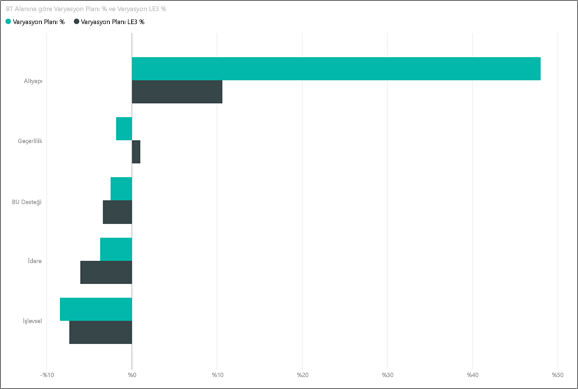 BT Alanına göre Varyasyon Planı % ve Varyasyon LE3 %
Varyasyon Planı % Varyasyon Planı LE3 %
Altyapı
Geçerlilik
BU Desteği
İdare
İşlevsel
-%10 %0 %10 %20 %30 %40 %50